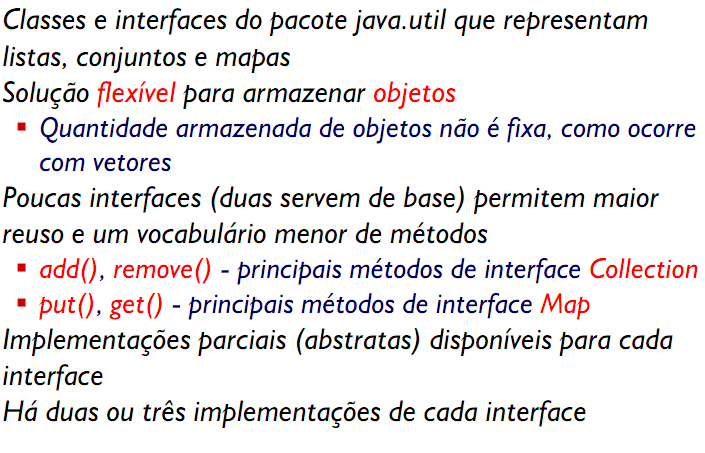 Classes e interfaces do pacote java.util que representam
listas, conjuntos e mapas
Solução flexível para armazenar objetos
▪ Quantidade armazenada de objetos não é fixa, como ocorre
com vetores
Poucas interfaces (duas servem de base) permitem maior
reuso e um vocabulário menor de métodos
▪ add(), remove() - principais métodos de interface Collection
▪ put(), get() - principais métodos de interface Map
Implementações parciais (abstratas) disponíveis para cada
interface
Há duas ou três implementações de cada interface